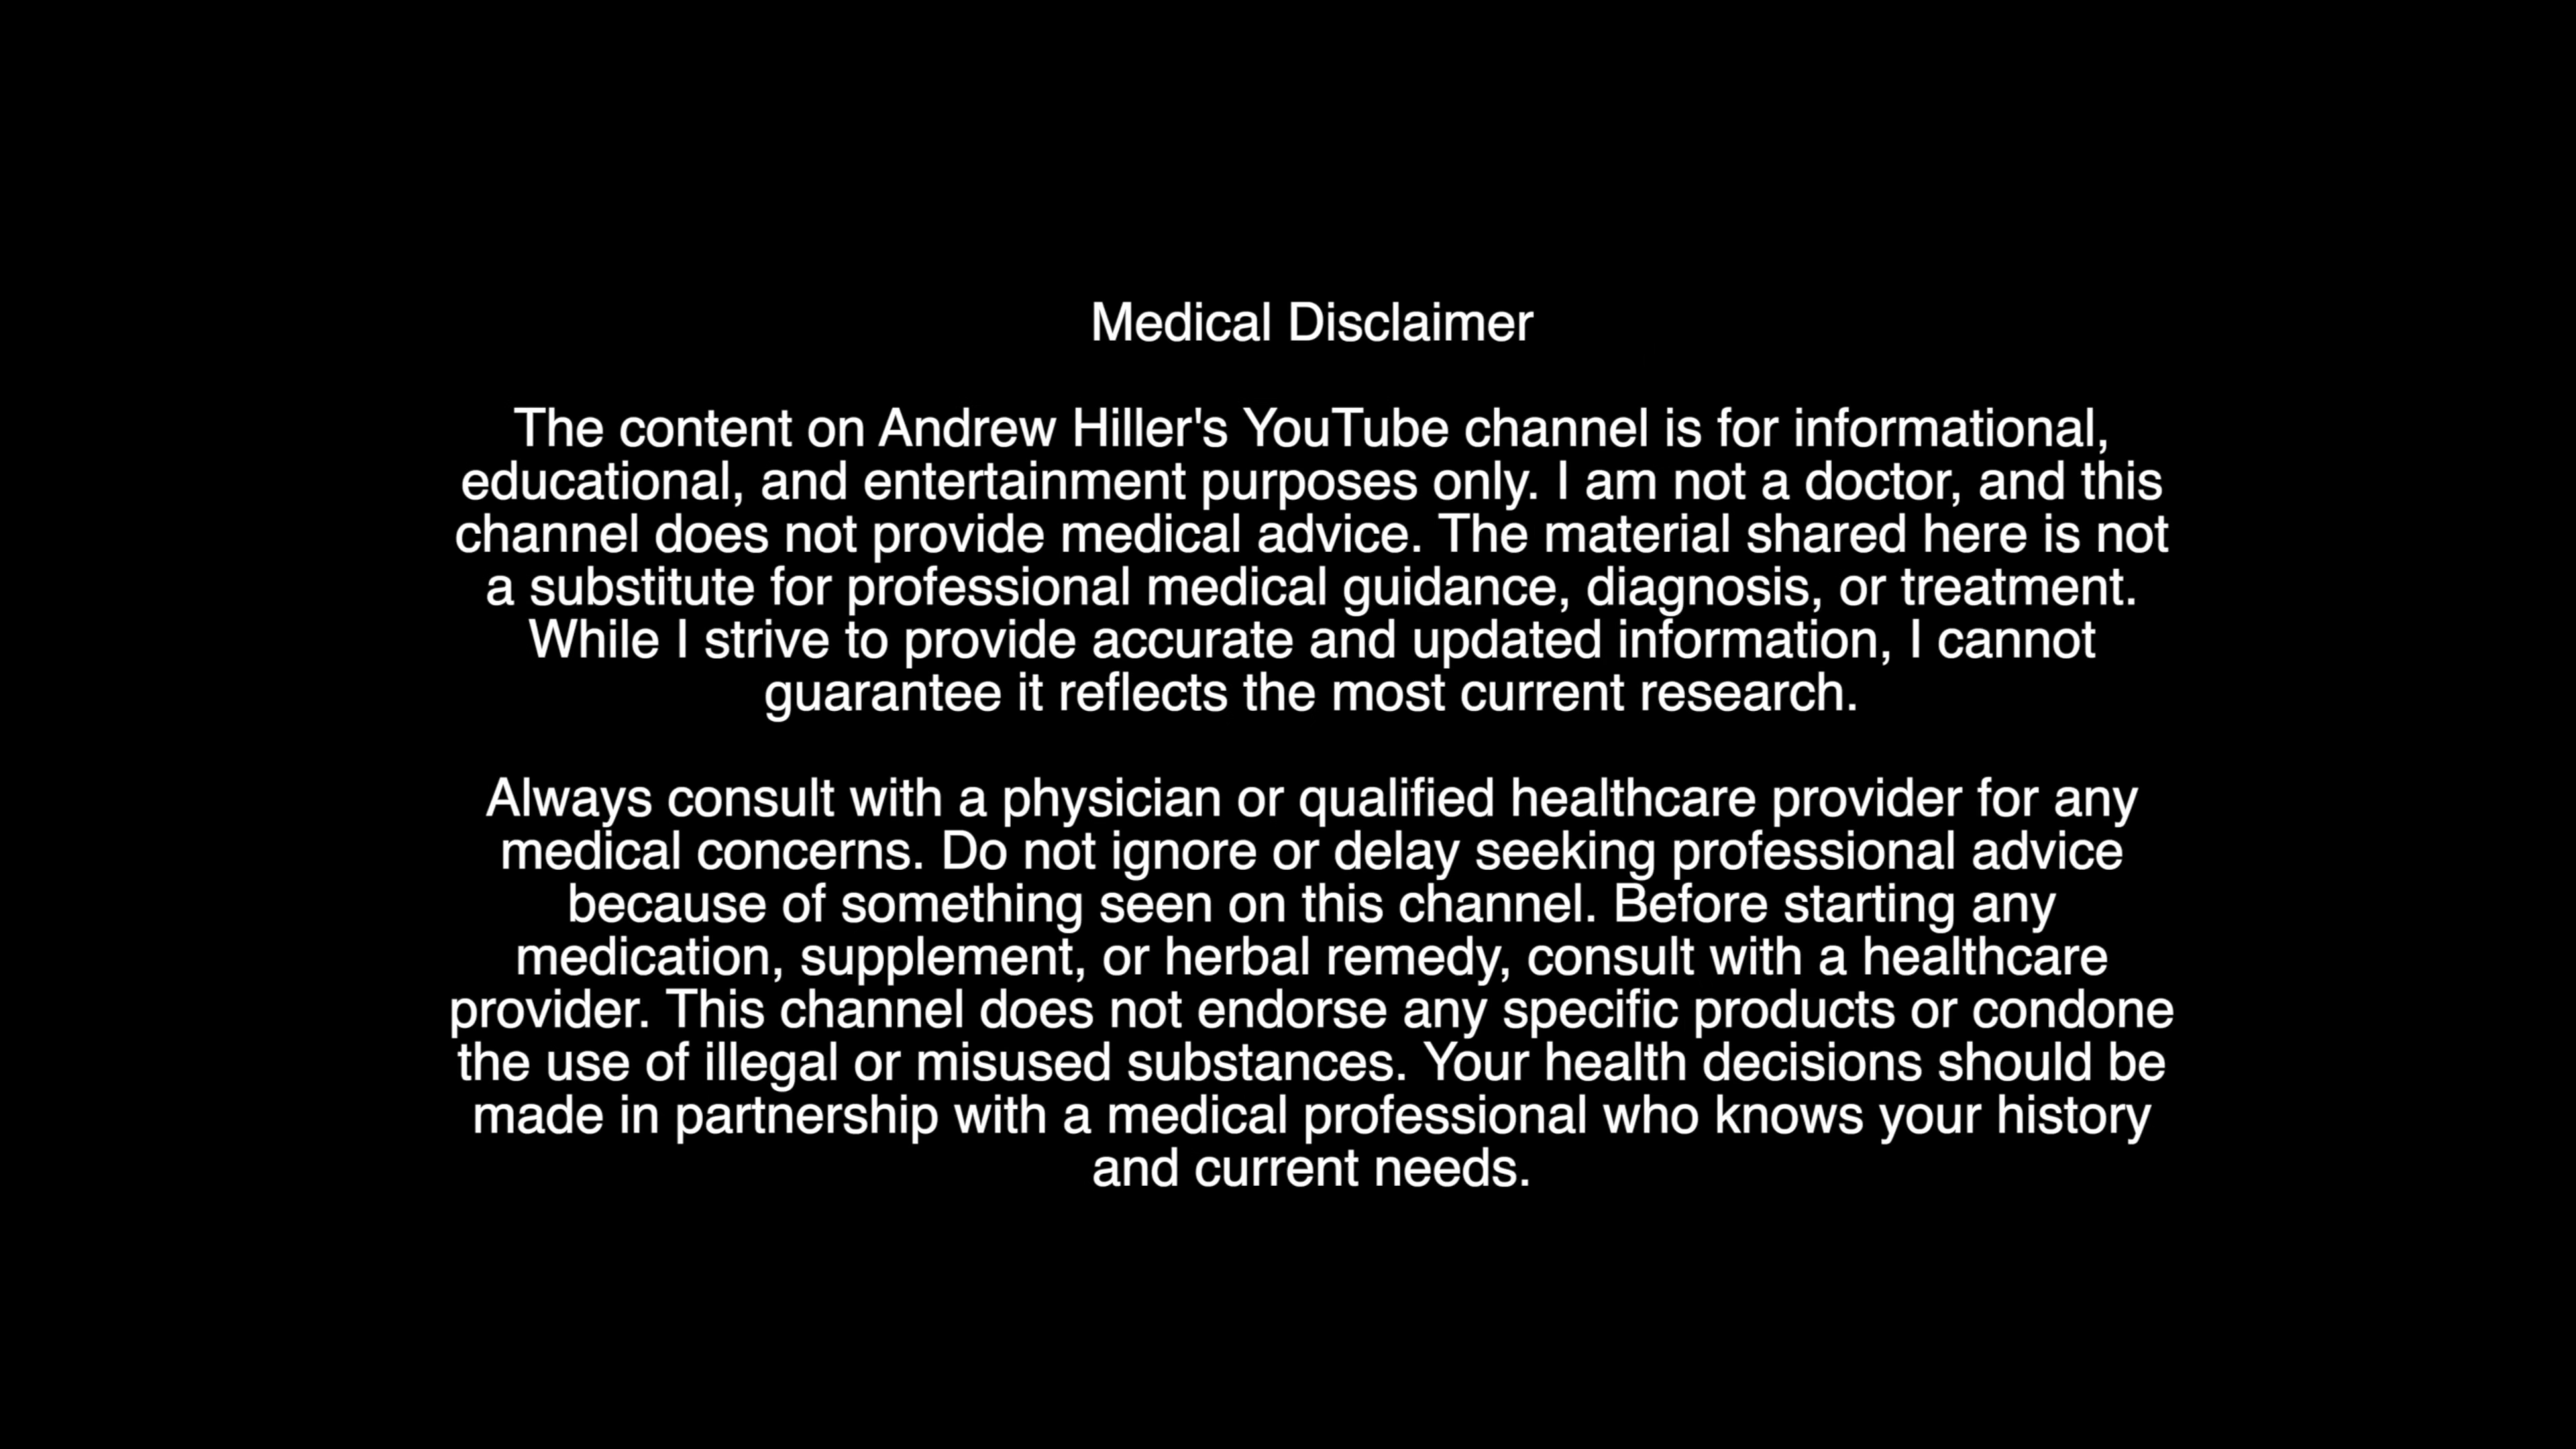 Medical Disclaimer
The content on Andrew Hiller's YouTube channel is for informational,
educational, and entertainment purposes only. I am not a doctor, and this
channel does not provide medical advice. The material shared here is not
a substitute for professional medical guidance, diagnosis, or treatment.
While I strive to provide accurate and updated information, I cannot
guarantee it reflects the most current research.
Always consult with a physician or qualified healthcare provider for any
medical concerns. Do not ignore or delay seeking professional advice
because of something seen on this channel. Before starting any
medication, supplement, or herbal remedy, consult with a healthcare
provider. This channel does not endorse any specific products or condone
the use of illegal or misused substances. Your health decisions should be
made in partnership with a medical professional who knows your history
and current needs.